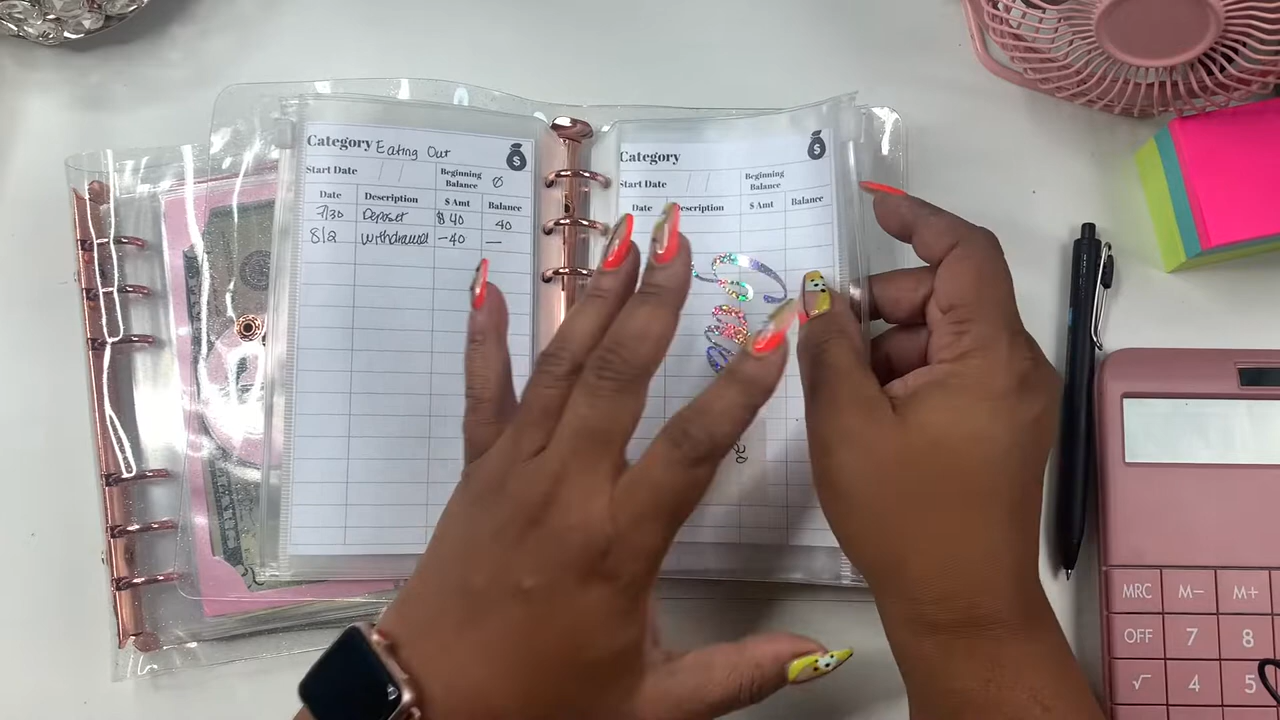 Category Eating Out
$
Start Date / / Beginning Balance Ø
Date Description $ Amt Balance
7/30 Deposit $ 40 40
8/2 withdrawal -40 —
Category
$
Start Date / / Beginning Balance
Date Description $ Amt Balance
MRC M- M+
OFF 7 8
√ 4 5